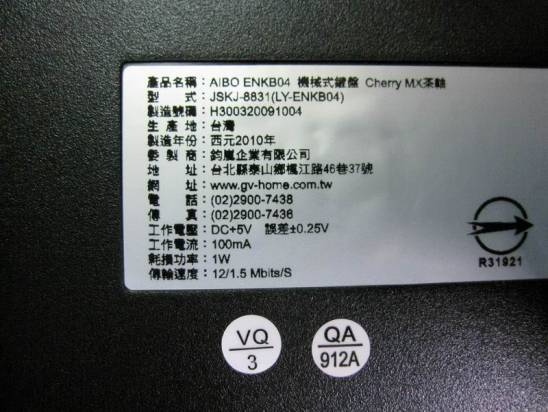 產品名稱：AIBO ENKB04 機械式鍵盤 Cherry MX茶軸
型　　式：JSKJ-8831(LY-ENKB04)
製造號碼：H300320091004
生 產 地：台灣
製造年份：西元2010年
委 製 商：鈞嵐企業有限公司
地　　址：台北縣泰山鄉楓江路46巷37號
網　　址：www.gv-home.com.tw
電　　話：(02)2900-7438
傳　　真：(02)2900-7436
工作電壓：DC+5V 誤差±0.25V
工作電流：100mA
耗損功率：1W
傳輸速度：12/1.5 Mbits/S
R31921
VQ
3
QA
912A